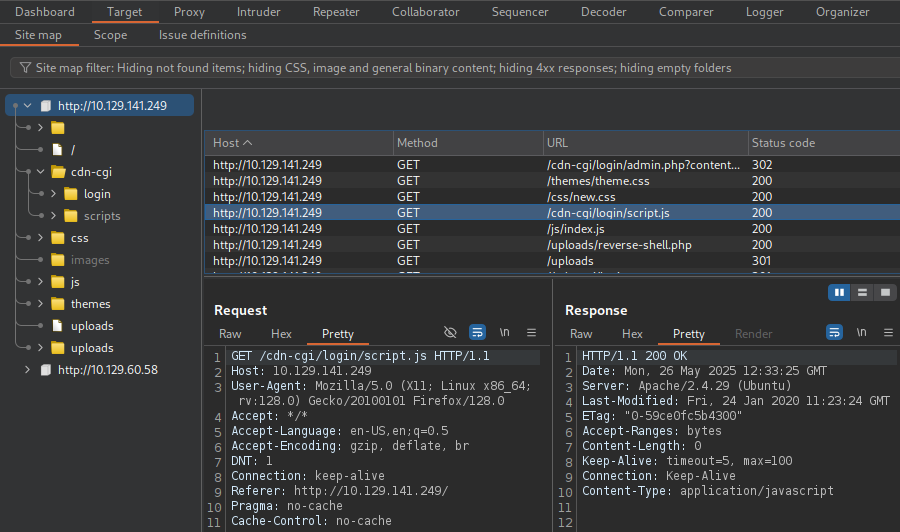 Dashboard Target Proxy Intruder Repeater Collaborator Sequencer Decoder Comparer Logger Organizer
Site map Scope Issue definitions
Site map filter: Hiding not found items; hiding CSS, image and general binary content; hiding 4xx responses; hiding empty folders
http://10.129.141.249
/
cdn-cgi
login
scripts
css
images
js
themes
uploads
uploads
http://10.129.60.58
Host Method URL Status code
http://10.129.141.249 GET /cdn-cgi/login/admin.php?content... 302
http://10.129.141.249 GET /themes/theme.css 200
http://10.129.141.249 GET /css/new.css 200
http://10.129.141.249 GET /cdn-cgi/login/script.js 200
http://10.129.141.249 GET /js/index.js 200
http://10.129.141.249 GET /uploads/reverse-shell.php 200
http://10.129.141.249 GET /uploads 301
Request
Raw Hex Pretty \n
1 GET /cdn-cgi/login/script.js HTTP/1.1
2 Host: 10.129.141.249
3 User-Agent: Mozilla/5.0 (X11; Linux x86_64;
rv:128.0) Gecko/20100101 Firefox/128.0
4 Accept: */*
5 Accept-Language: en-US,en;q=0.5
6 Accept-Encoding: gzip, deflate, br
7 DNT: 1
8 Connection: keep-alive
9 Referer: http://10.129.141.249/
10 Pragma: no-cache
11 Cache-Control: no-cache
Response
Raw Hex Pretty Render \n
1 HTTP/1.1 200 OK
2 Date: Mon, 26 May 2025 12:33:25 GMT
3 Server: Apache/2.4.29 (Ubuntu)
4 Last-Modified: Fri, 24 Jan 2020 11:23:24 GMT
5 ETag: "0-59ce0fc5b4300"
6 Accept-Ranges: bytes
7 Content-Length: 0
8 Keep-Alive: timeout=5, max=100
9 Connection: Keep-Alive
10 Content-Type: application/javascript
11
12